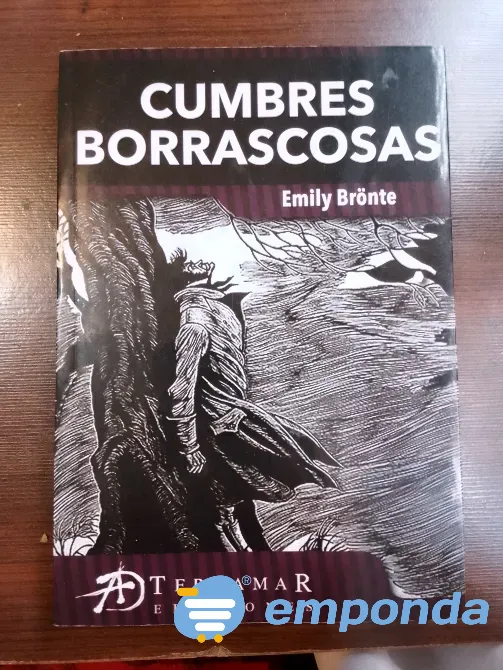 CUMBRES
BORRASCOSAS
Emily Brönte
®
emponda